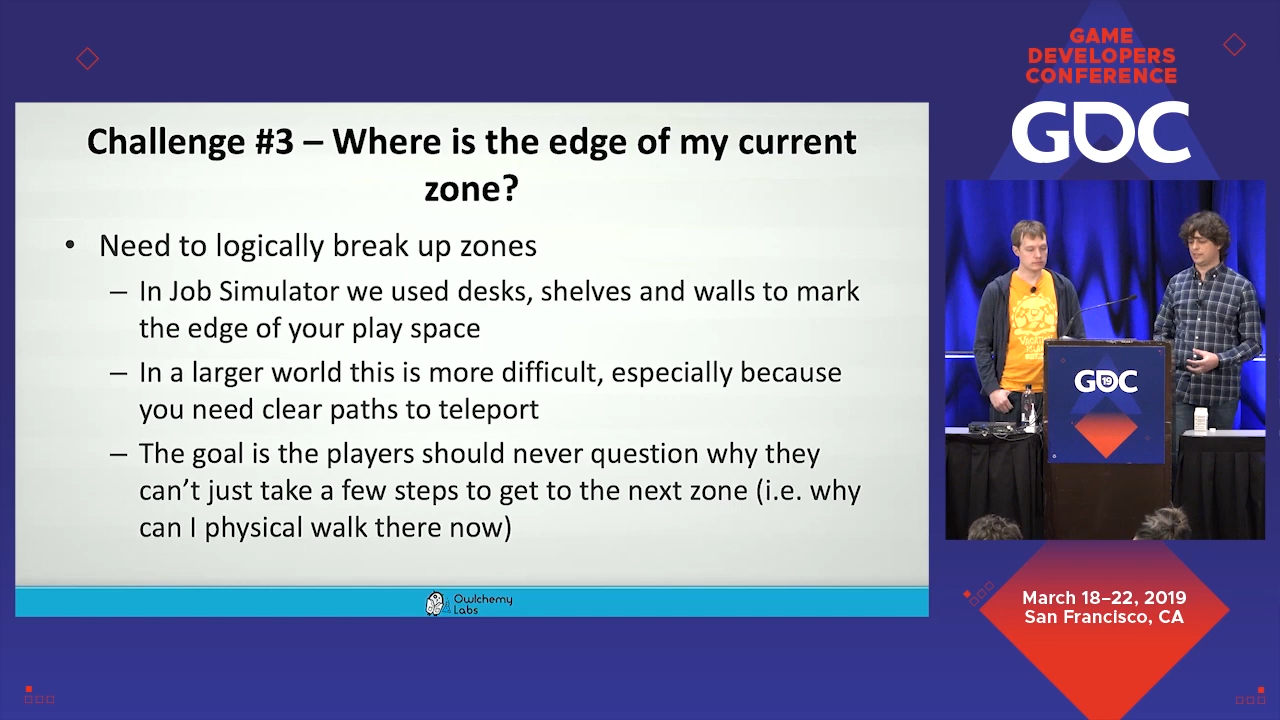 GAME
DEVELOPERS
CONFERENCE
GDC
Challenge #3 – Where is the edge of my current
zone?
• Need to logically break up zones
– In Job Simulator we used desks, shelves and walls to mark
the edge of your play space
– In a larger world this is more difficult, especially because
you need clear paths to teleport
– The goal is the players should never question why they
can’t just take a few steps to get to the next zone (i.e. why
can I physical walk there now)
Owlchemy
Labs
GDC
19
March 18–22, 2019
San Francisco, CA